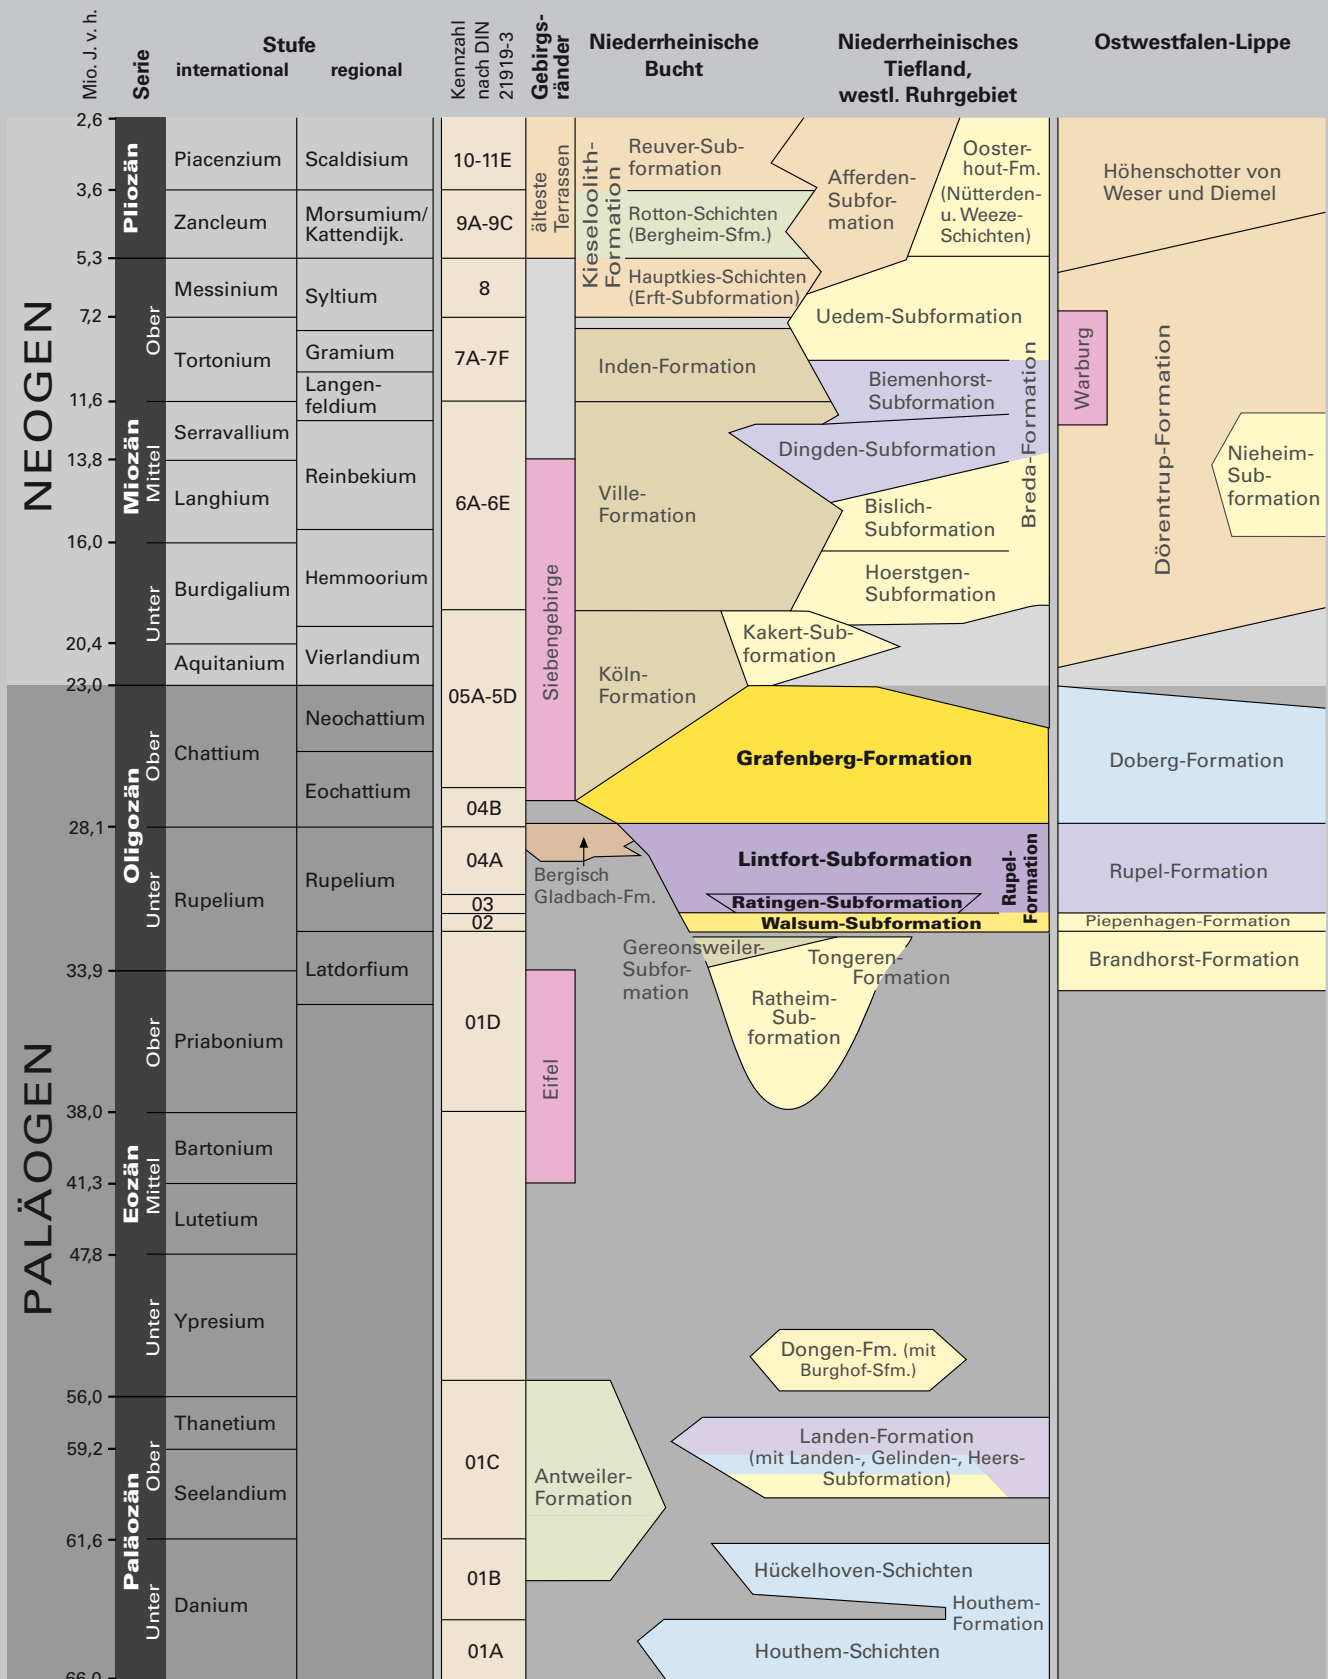 Mio. J. v. h.
Serie
Stufe
international
regional
Kennzahl
nach DIN
21919-3
Gebirgs-
ränder
Niederrheinische
Bucht
Niederrheinisches
Tiefland,
westl. Ruhrgebiet
Ostwestfalen-Lippe
NEOGEN
PALÄOGEN
2,6
3,6
5,3
7,2
11,6
13,8
16,0
20,4
23,0
28,1
33,9
38,0
41,3
47,8
56,0
59,2
61,6
66,0
Pliozän
Miozän
Ober
Mittel
Unter
Oligozän
Ober
Unter
Eozän
Ober
Mittel
Unter
Paläozän
Ober
Unter
Piacenzium
Zancleum
Messinium
Tortonium
Serravallium
Langhium
Burdigalium
Aquitanium
Chattium
Rupelium
Priabonium
Bartonium
Lutetium
Ypresium
Thanetium
Seelandium
Danium
Scaldisium
Morsumium/
Kattendijk.
Syltium
Gramium
Langen-
feldium
Reinbekium
Hemmoorium
Vierlandium
Neochattium
Eochattium
Rupelium
Latdorfium
10-11E
9A-9C
8
7A-7F
6A-6E
05A-5D
04B
04A
03
02
01D
01C
01B
01A
älteste
Terrassen
Siebengebirge
Bergisch
Gladbach-Fm.
Eifel
Antweiler-
Formation
Kieseloolith-
Formation
Reuver-Sub-
formation
Rotton-Schichten
(Bergheim-Sfm.)
Hauptkies-Schichten
(Erft-Subformation)
Inden-Formation
Ville-
Formation
Köln-
Formation
Afferden-
Subfor-
mation
Ooster-
hout-Fm.
(Nütterden-
u. Weeze-
Schichten)
Uedem-Subformation
Biemenhorst-
Subformation
Dingden-Subformation
Bislich-
Subformation
Hoerstgen-
Subformation
Breda-Formation
Kakert-Sub-
formation
Grafenberg-Formation
Lintfort-Subformation
Ratingen-Subformation
Walsum-Subformation
Rupel-
Formation
Gereonsweiler-
Subfor-
mation
Tongeren-
Formation
Ratheim-
Sub-
formation
Dongen-Fm. (mit
Burghof-Sfm.)
Landen-Formation
(mit Landen-, Gelinden-, Heers-
Subformation)
Hückelhoven-Schichten
Houthem-
Formation
Houthem-Schichten
Höhenschotter von
Weser und Diemel
Warburg
Dörentrup-Formation
Nieheim-
Sub-
formation
Doberg-Formation
Rupel-Formation
Piepenhagen-Formation
Brandhorst-Formation